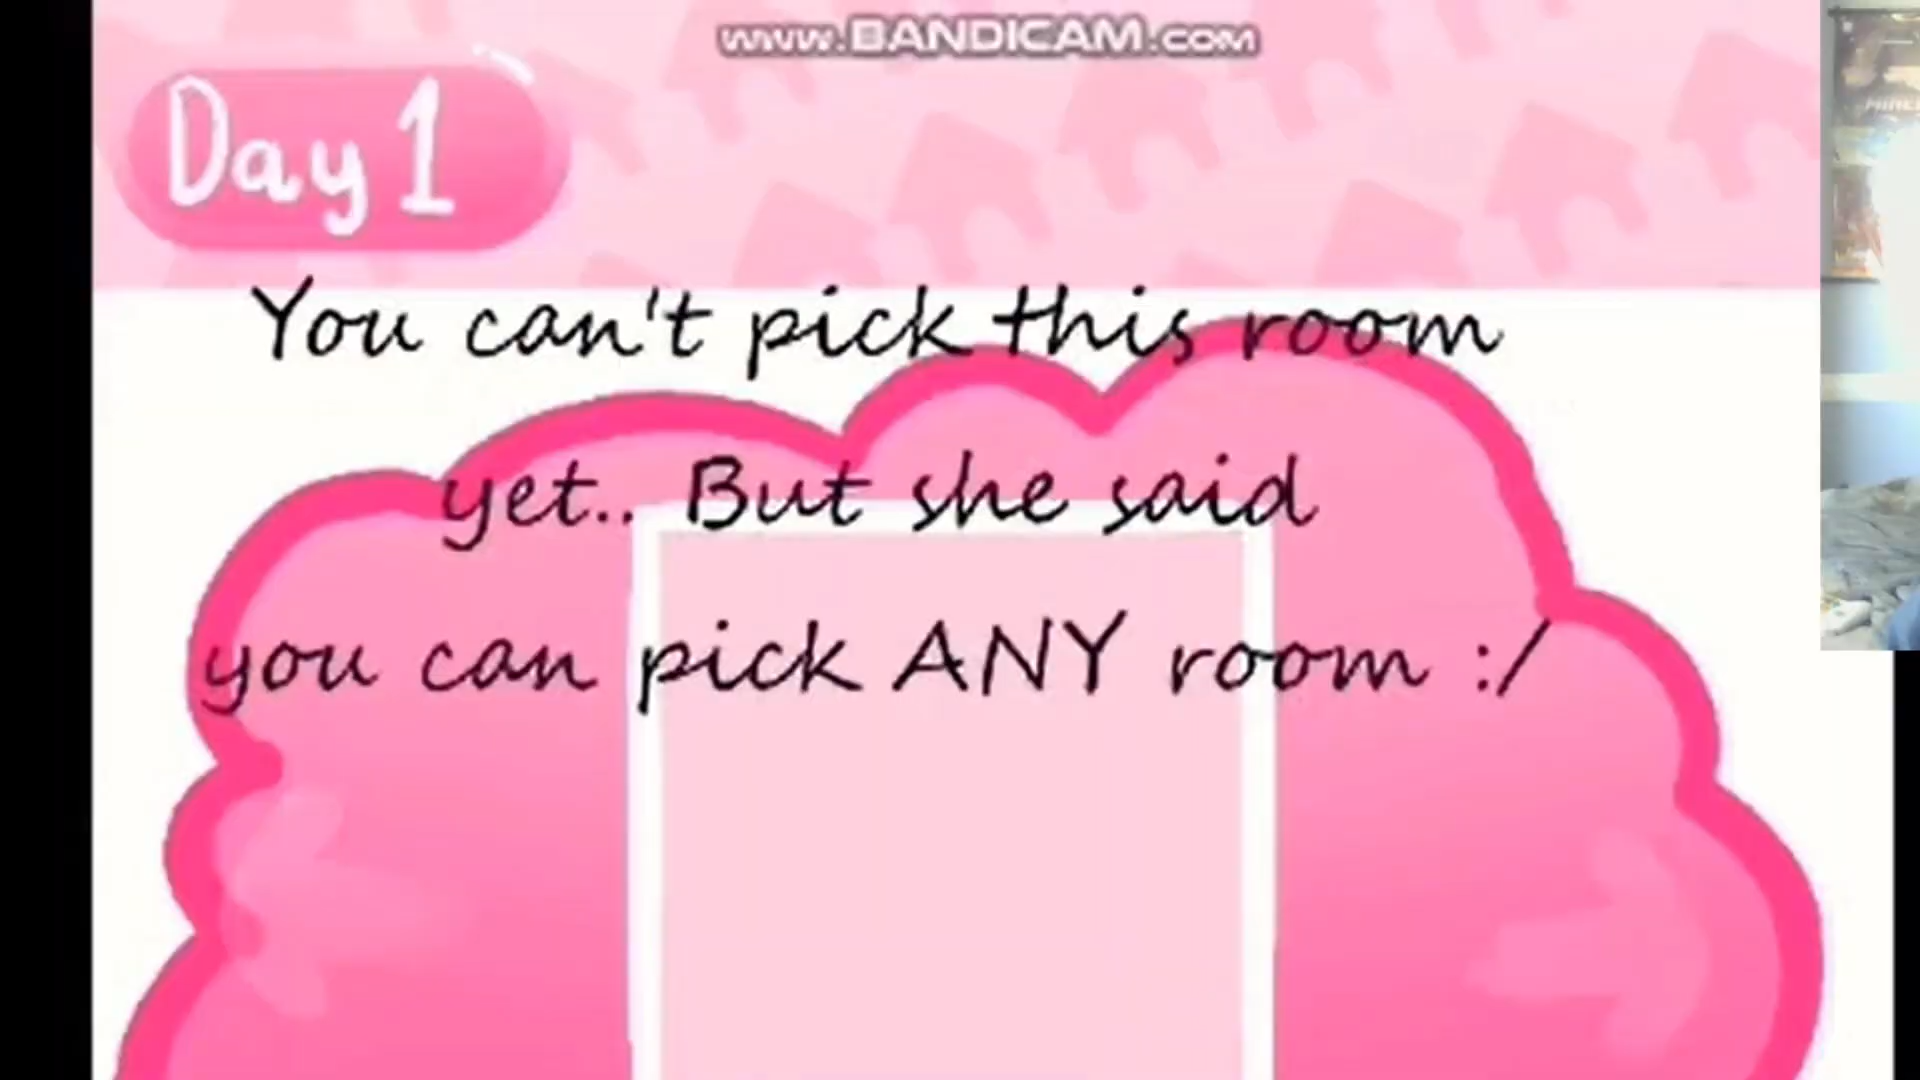 www.BANDICAM.com
Day 1
You can't pick this room
yet.. But she said
you can pick ANY room :/